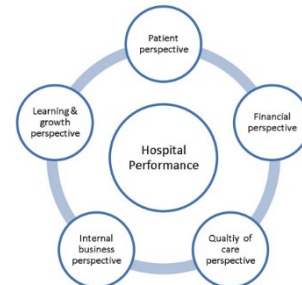 Patient
perspective
Learning &
growth
perspective
Financial
perspective
Hospital
Performance
Internal
business
perspective
Qualtiy of
care
perspective